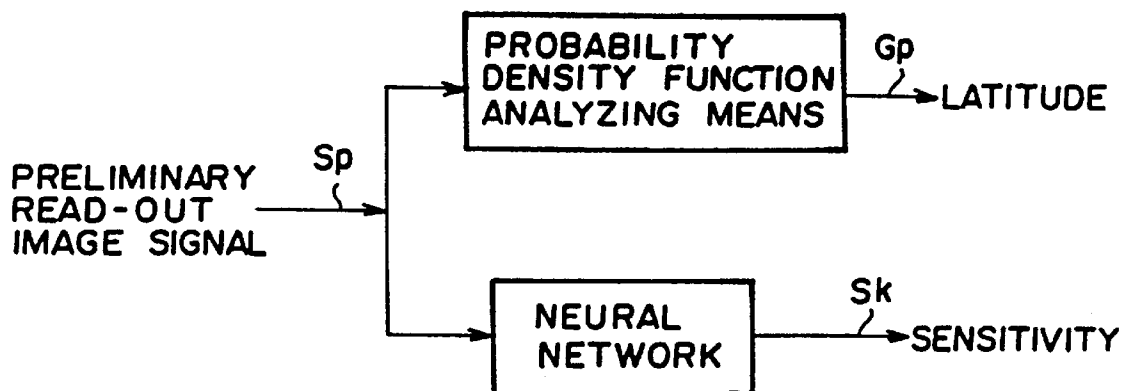 PROBABILITY
DENSITY FUNCTION
ANALYZING MEANS
Gp
LATITUDE
Sp
PRELIMINARY
READ-OUT
IMAGE SIGNAL
NEURAL
NETWORK
Sk
SENSITIVITY